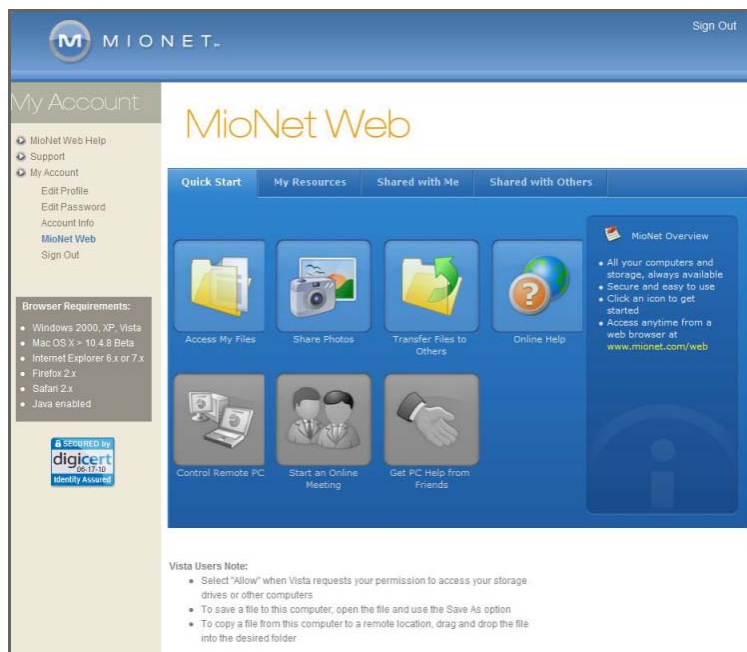 Sign Out
M MIONET
My Account
MioNet Web Help
Support
My Account
Edit Profile
Edit Password
Account Info
MioNet Web
Sign Out
Browser Requirements:
Windows 2000, XP, Vista
Mac OS X > 10.4.8 Beta
Internet Explorer 6.x or 7.x
Firefox 2.x
Safari 2.x
Java enabled
SECURED by
digicert
06-17-10
Identity Assured
MioNet Web
Quick Start
My Resources
Shared with Me
Shared with Others
Access My Files
Share Photos
Transfer Files to
Others
Online Help
Control Remote PC
Start an Online
Meeting
Get PC Help from
Friends
MioNet Overview
All your computers and
storage, always available
Secure and easy to use
Click an icon to get
started
Access anytime from a
web browser at
www.mionet.com/web
Vista Users Note:
Select "Allow" when Vista requests your permission to access your storage
drives or other computers
To save a file to this computer, open the file and use the Save As option
To copy a file from this computer to a remote location, drag and drop the file
into the desired folder